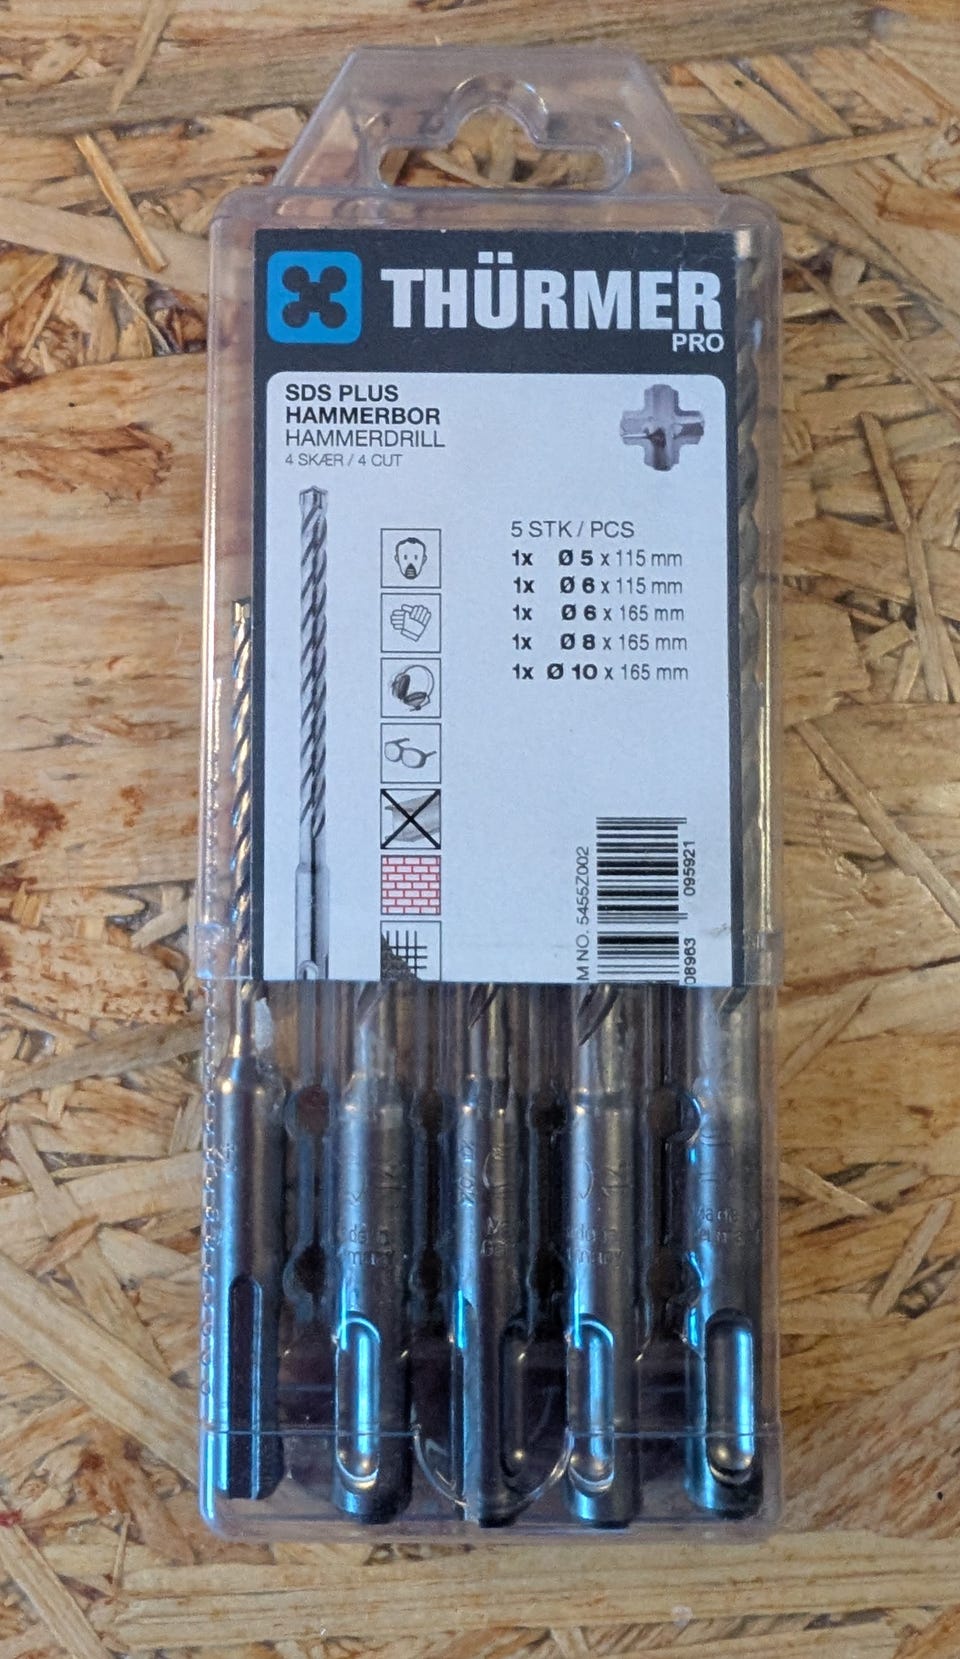 THÜRMER
PRO
SDS PLUS
HAMMERBOR
HAMMERDRILL
4 SKÆR / 4 CUT
5 STK / PCS
1x Ø 5 x 115 mm
1x Ø 6 x 115 mm
1x Ø 6 x 165 mm
1x Ø 8 x 165 mm
1x Ø 10 x 165 mm
M NO. 5455Z002
08963 095921